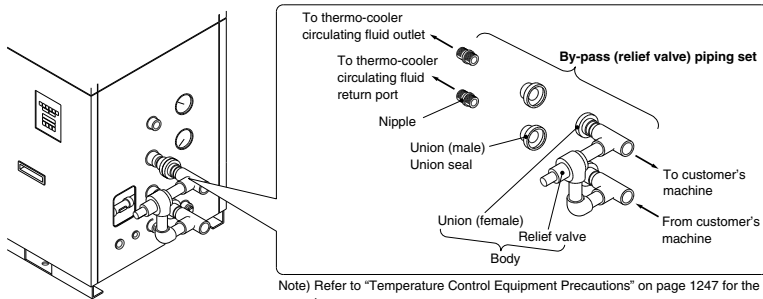 To thermo-cooler
circulating fluid outlet
By-pass (relief valve) piping set
To thermo-cooler
circulating fluid
return port
Nipple
Union (male)
Union seal
To customer's
machine
Union (female)
From customer's
machine
Relief valve
Body
Note) Refer to “Temperature Control Equipment Precautions” on page 1247 for the